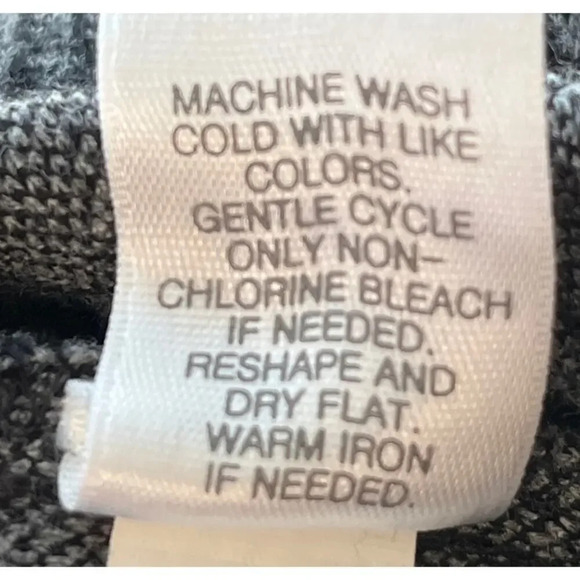 MACHINE WASH
COLD WITH LIKE
COLORS.
GENTLE CYCLE
ONLY NON-
CHLORINE BLEACH
IF NEEDED.
RESHAPE AND
DRY FLAT.
WARM IRON
IF NEEDED.